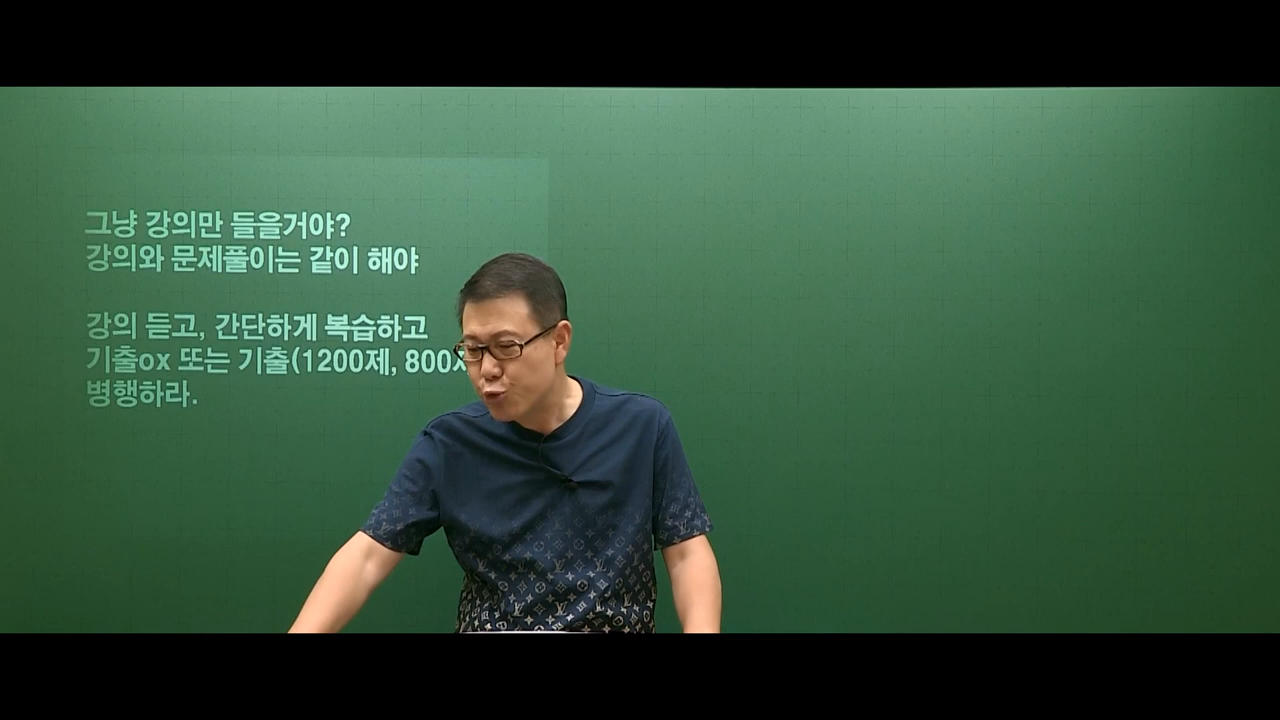 그냥 강의만 들을거야?
강의와 문제풀이는 같이 해야
강의 듣고, 간단하게 복습하고
기출ox 또는 기출(1200제, 800
병행하라.